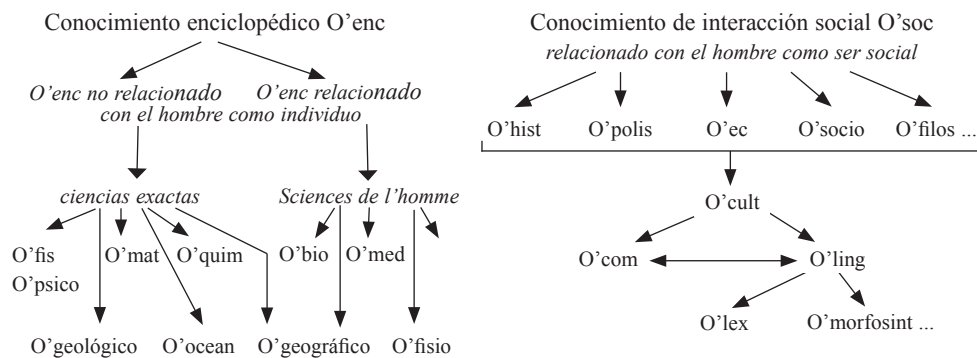 Conocimiento enciclopédico O’enc
O’enc no relacionado O’enc relacionado
con el hombre como individuo
ciencias exactas Sciences de l’homme
O’fis O’mat O’quim O’bio O’med
O’psico
O’geológico O’ocean O’geográfico O’fisio
Conocimiento de interacción social O’soc
relacionado con el hombre como ser social
O’hist O’polis O’ec O’socio O’filos ...
O’cult
O’com O’ling
O’lex O’morfosint ...